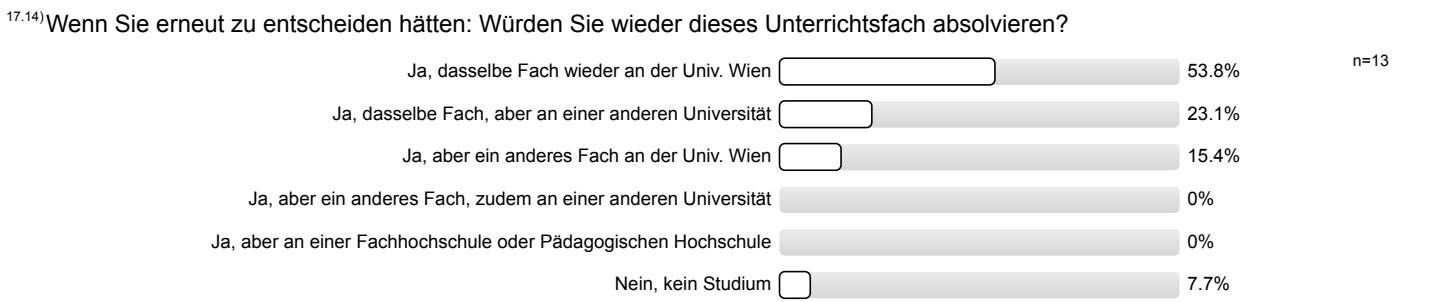 17.14) Wenn Sie erneut zu entscheiden hätten: Würden Sie wieder dieses Unterrichtsfach absolvieren?
Ja, dasselbe Fach wieder an der Univ. Wien 53.8% n=13
Ja, dasselbe Fach, aber an einer anderen Universität 23.1%
Ja, aber ein anderes Fach an der Univ. Wien 15.4%
Ja, aber ein anderes Fach, zudem an einer anderen Universität 0%
Ja, aber an einer Fachhochschule oder Pädagogischen Hochschule 0%
Nein, kein Studium 7.7%